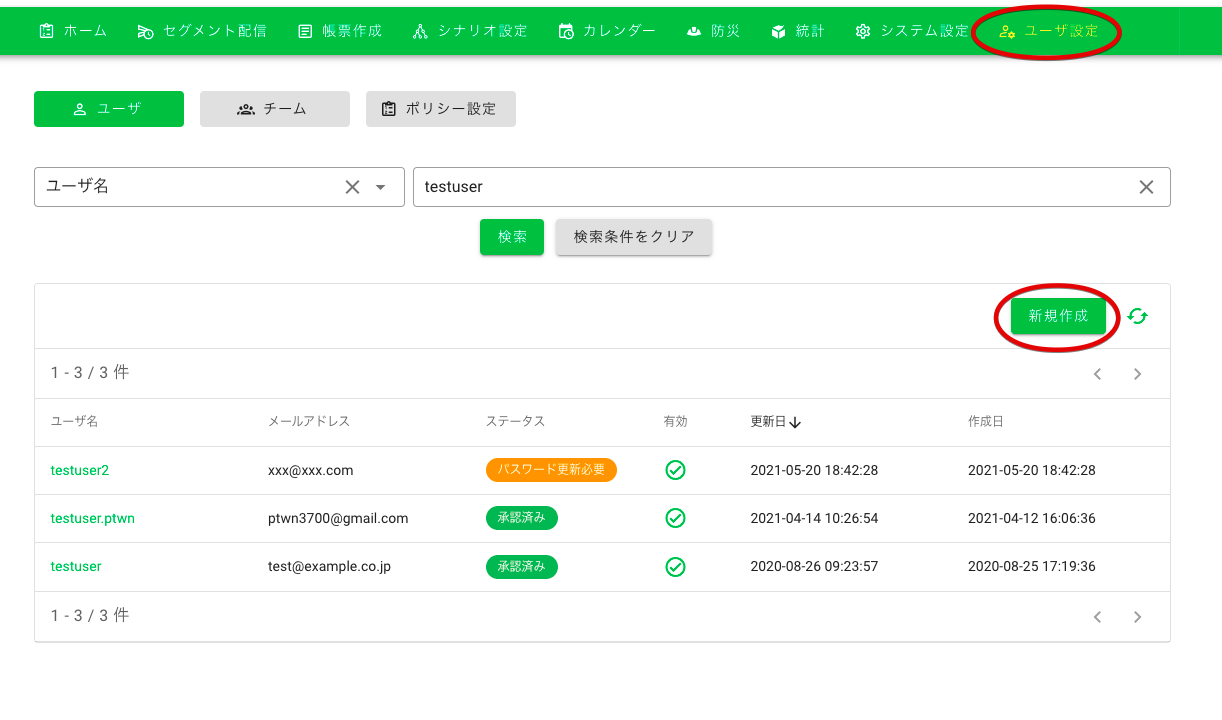 ホーム セグメント配信 帳票作成 シナリオ設定 カレンダー 防災 統計 システム設定 ユーザ設定
ユーザ チーム ポリシー設定
ユーザ名 testuser
検索 検索条件をクリア
新規作成
1 - 3 / 3 件
ユーザ名 メールアドレス ステータス 有効 更新日 作成日
testuser2 xxx@xxx.com パスワード更新必要 2021-05-20 18:42:28 2021-05-20 18:42:28
testuser.ptwn ptwn3700@gmail.com 承認済み 2021-04-14 10:26:54 2021-04-12 16:06:36
testuser test@example.co.jp 承認済み 2020-08-26 09:23:57 2020-08-25 17:19:36
1 - 3 / 3 件